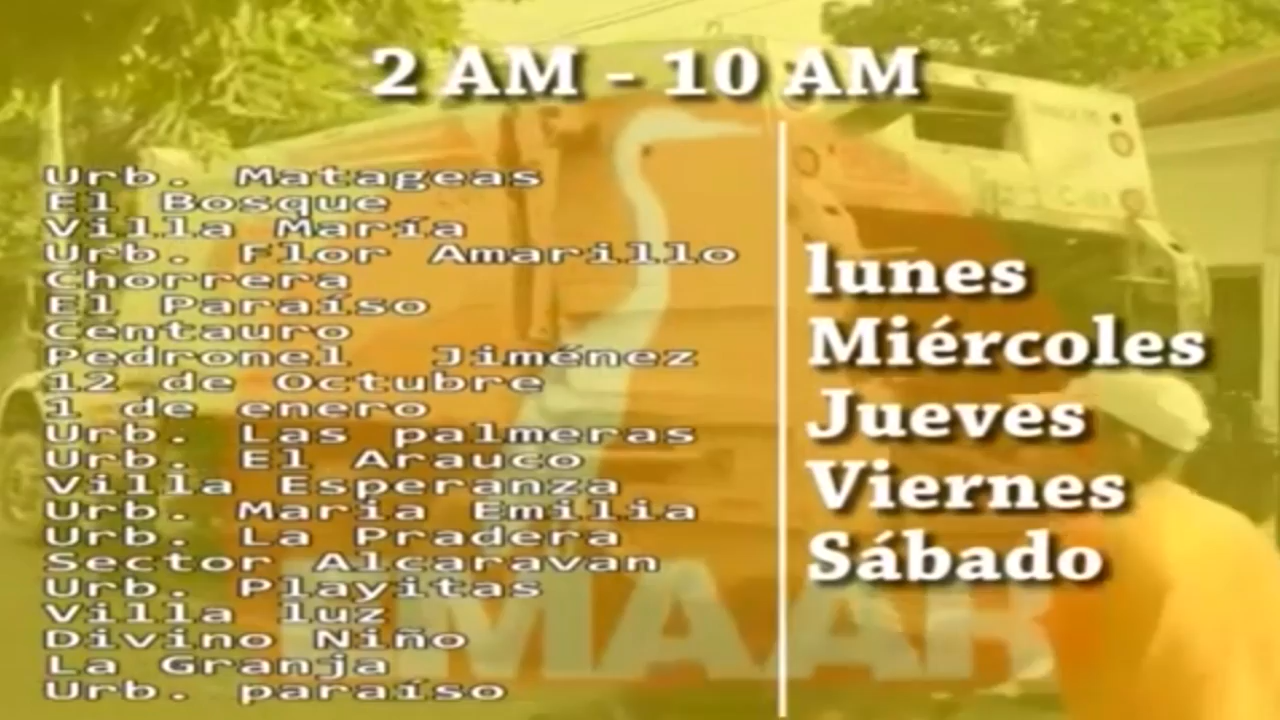 2 AM - 10 AM
Urb. Matageas
El Bosque
Villa María
Urb. Flor Amarillo
Chorrera
El Paraíso
Centauro
Pedronel Jiménez
12 de Octubre
1 de enero
Urb. Las palmeras
Urb. El Arauco
Villa Esperanza
Urb. Maria Emilia
Urb. La Pradera
Sector Alcaravan
Urb. Playitas
Villa luz
Divino Niño
La Granja
Urb. paraíso
lunes
Miércoles
Jueves
Viernes
Sábado
EMAAR